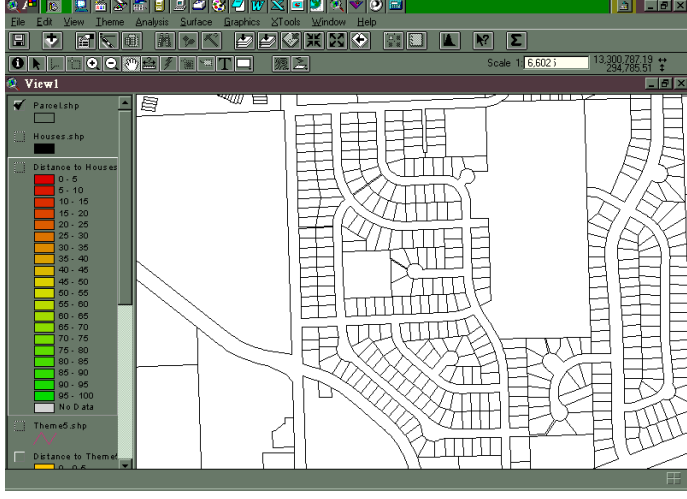 File Edit View Theme Analysis Surface Graphics XTools Window Help
Scale 1: 6,602 13,300,787.19
294,785.51
View1
Parcel.shp
Houses.shp
Distance to Houses
0 - 5
5 - 10
10 - 15
15 - 20
20 - 25
25 - 30
30 - 35
35 - 40
40 - 45
45 - 50
50 - 55
55 - 60
60 - 65
65 - 70
70 - 75
75 - 80
80 - 85
85 - 90
90 - 95
95 - 100
No Data
Theme5.shp
Distance to Theme
0 - 0.5